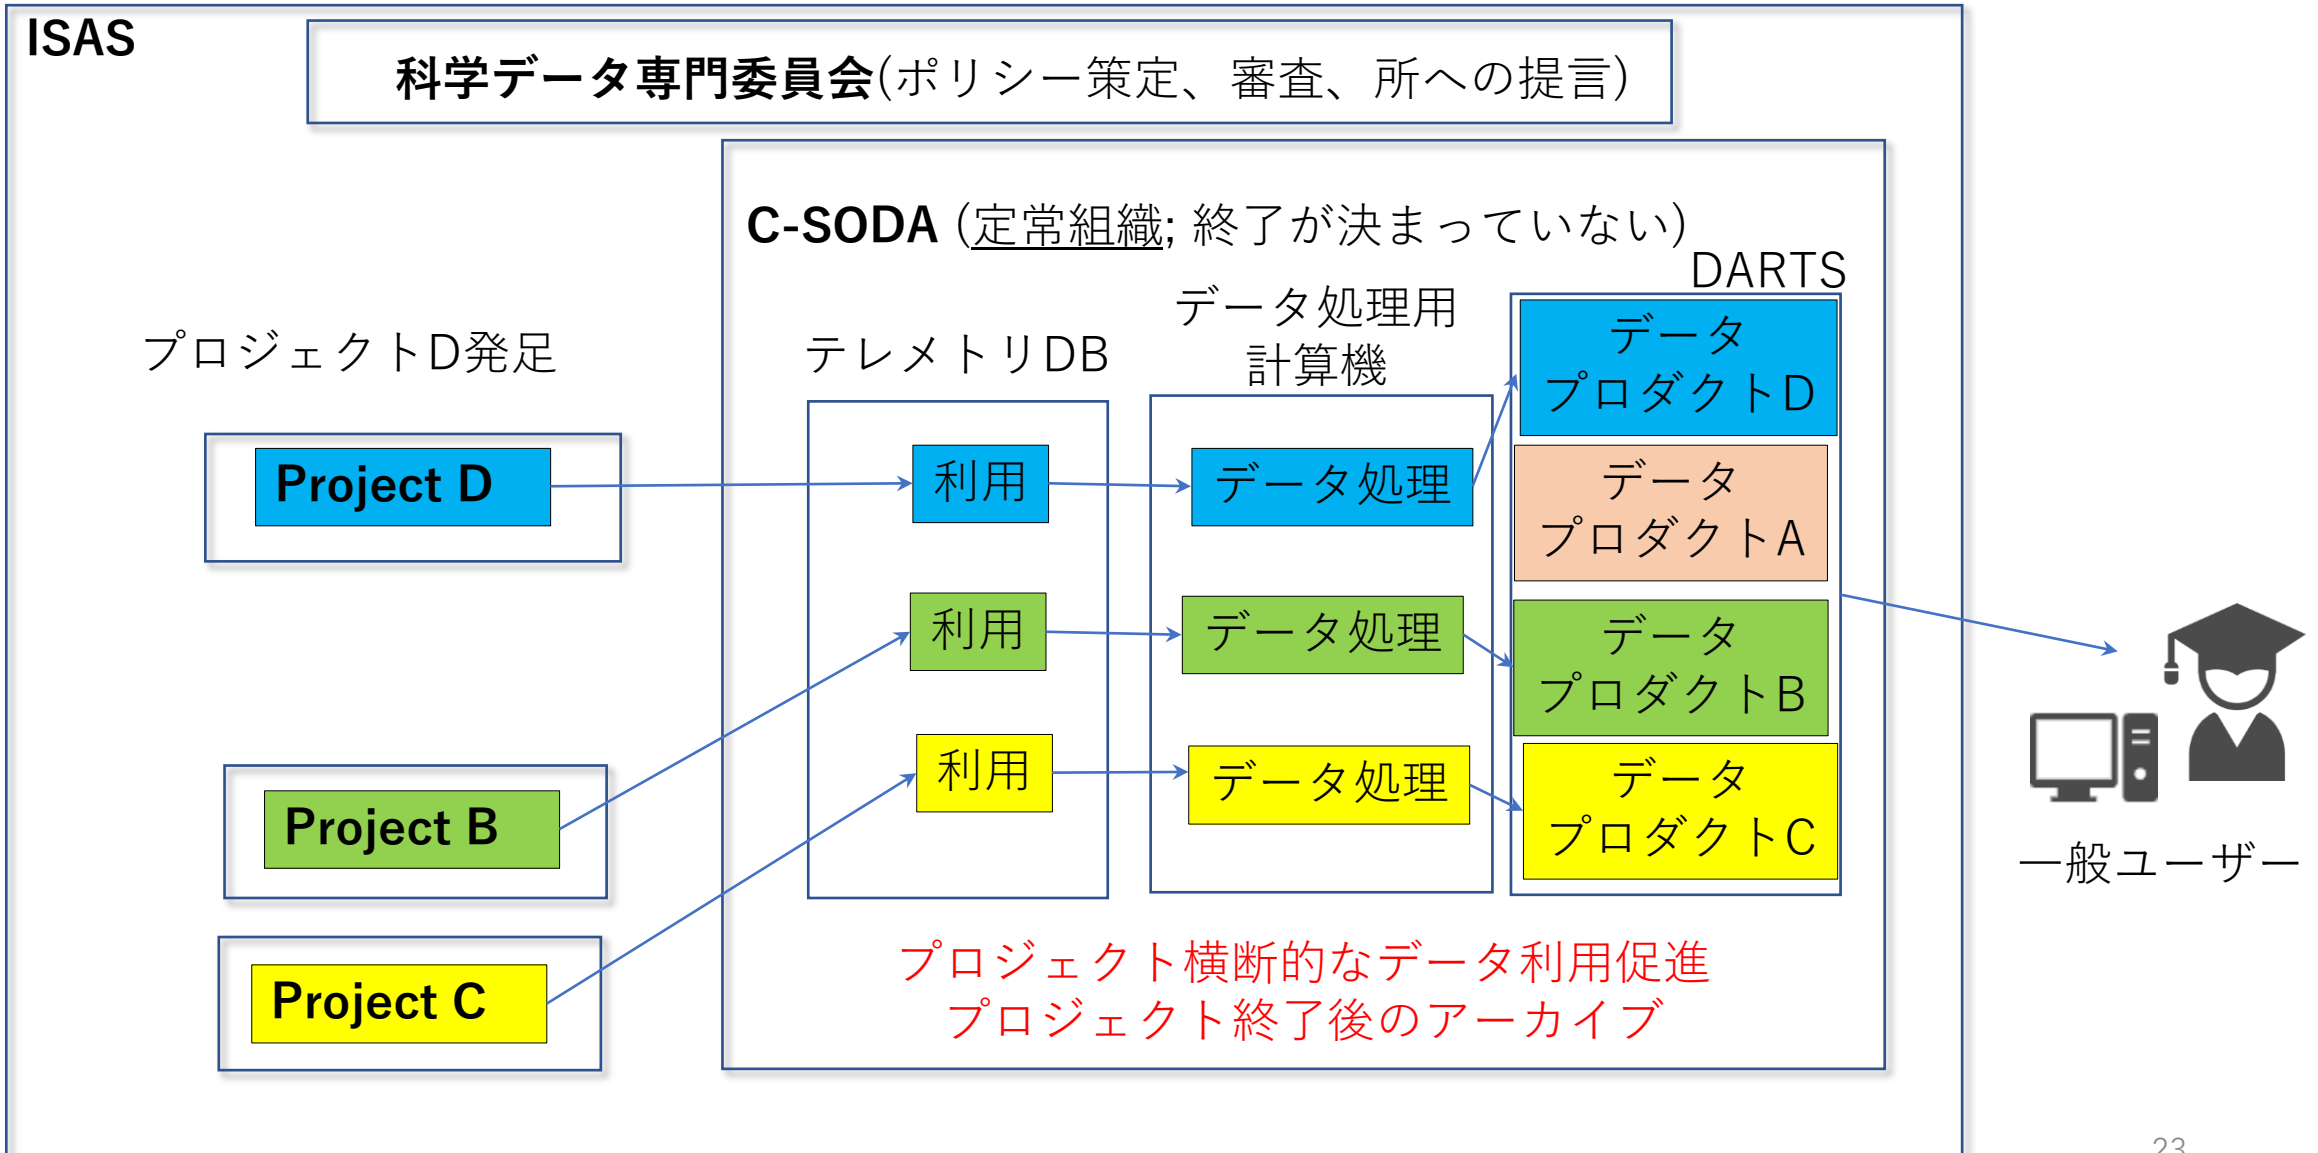 ISAS
科学データ専門委員会(ポリシー策定、審査、所への提言)
C-SODA (定常組織; 終了が決まっていない)
DARTS
プロジェクトD発足
テレメトリDB
データ処理用
計算機
Project D
利用
データ処理
データ
プロダクトD
データ
プロダクトA
Project B
利用
データ処理
データ
プロダクトB
Project C
利用
データ処理
データ
プロダクトC
一般ユーザー
プロジェクト横断的なデータ利用促進
プロジェクト終了後のアーカイブ
23